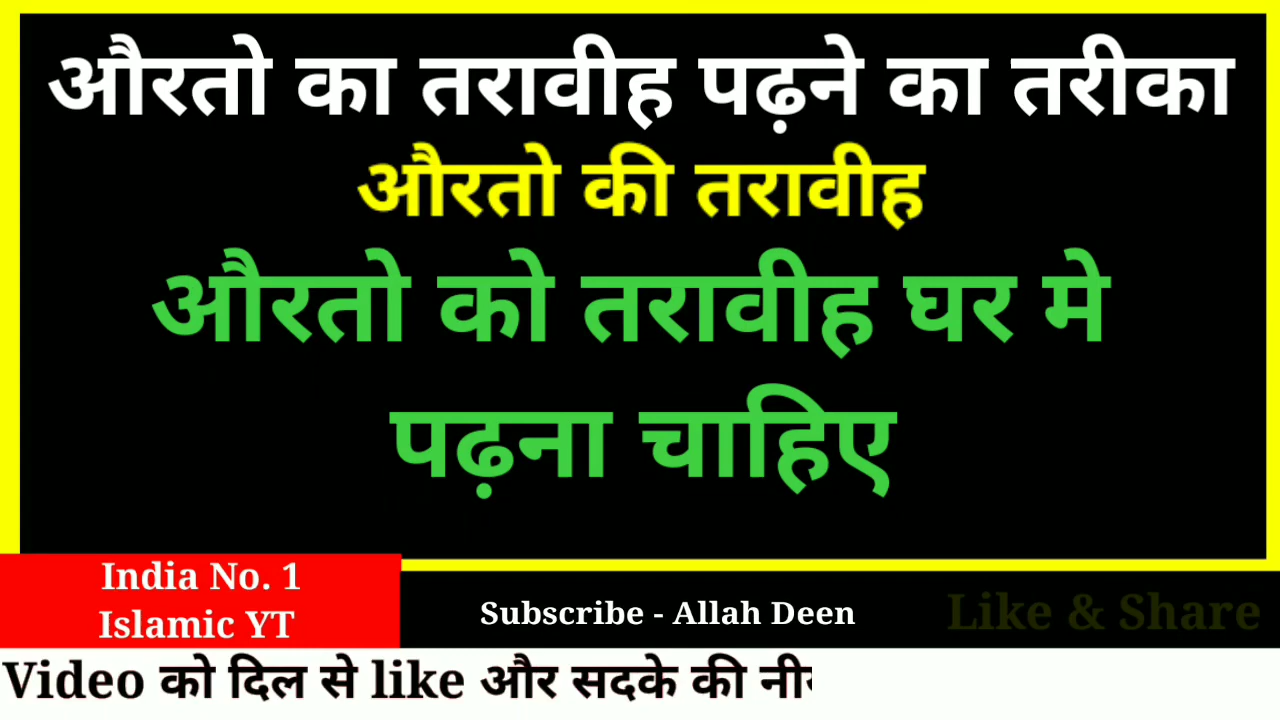 औरतो का तरावीह पढ़ने का तरीका
औरतो की तरावीह
औरतो को तरावीह घर मे
पढ़ना चाहिए
India No. 1
Islamic YT
Subscribe - Allah Deen
Like & Share
Video को दिल से like और सदके की